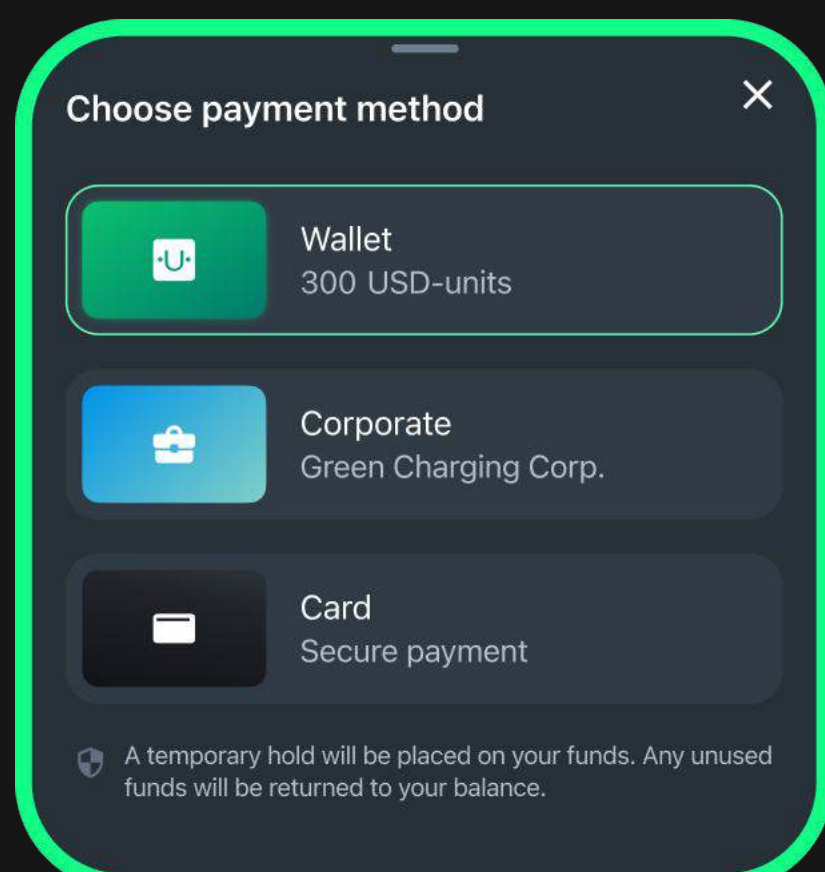 Choose payment method
·U·
Wallet
300 USD-units
Corporate
Green Charging Corp.
Card
Secure payment
A temporary hold will be placed on your funds. Any unused
funds will be returned to your balance.